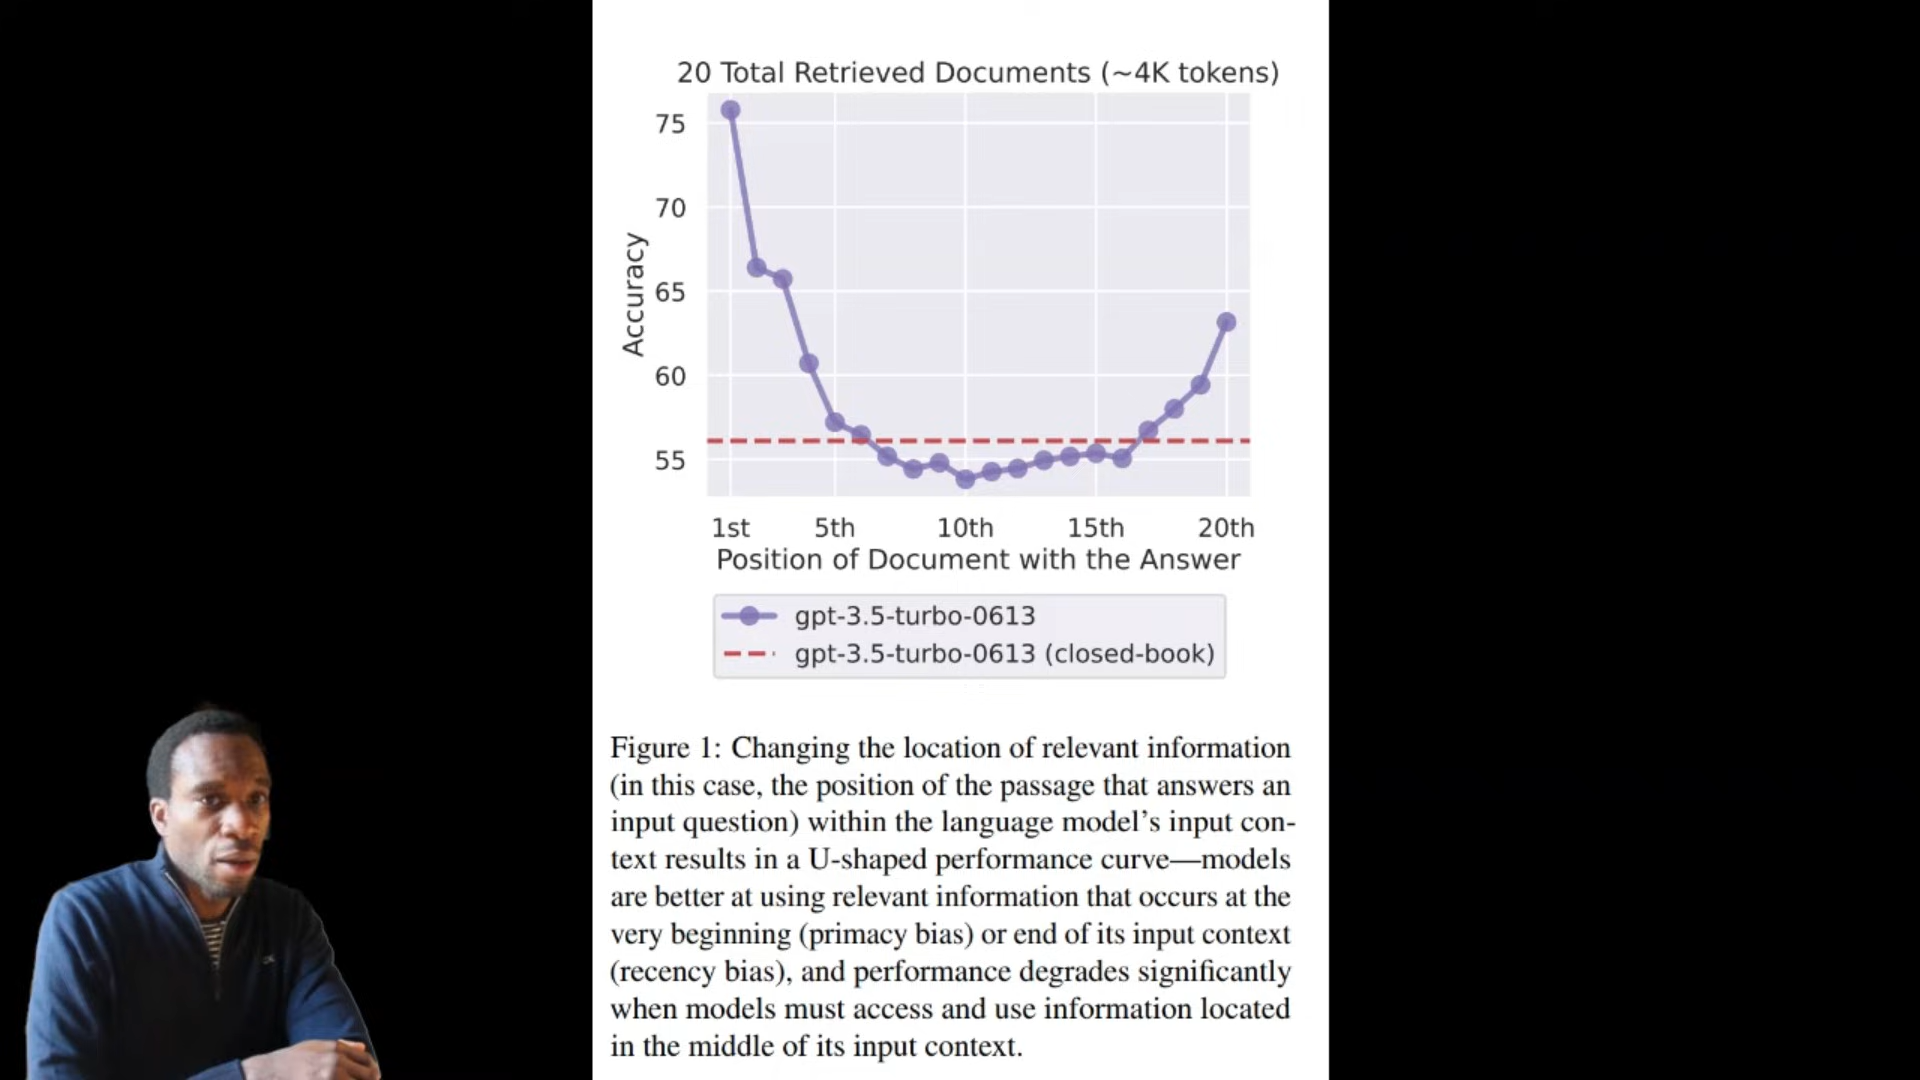 20 Total Retrieved Documents (~4K tokens)
75
70
65
60
55
Accuracy
1st 5th 10th 15th 20th
Position of Document with the Answer
gpt-3.5-turbo-0613
gpt-3.5-turbo-0613 (closed-book)
Figure 1: Changing the location of relevant information
(in this case, the position of the passage that answers an
input question) within the language model’s input con-
text results in a U-shaped performance curve—models
are better at using relevant information that occurs at the
very beginning (primacy bias) or end of its input context
(recency bias), and performance degrades significantly
when models must access and use information located
in the middle of its input context.